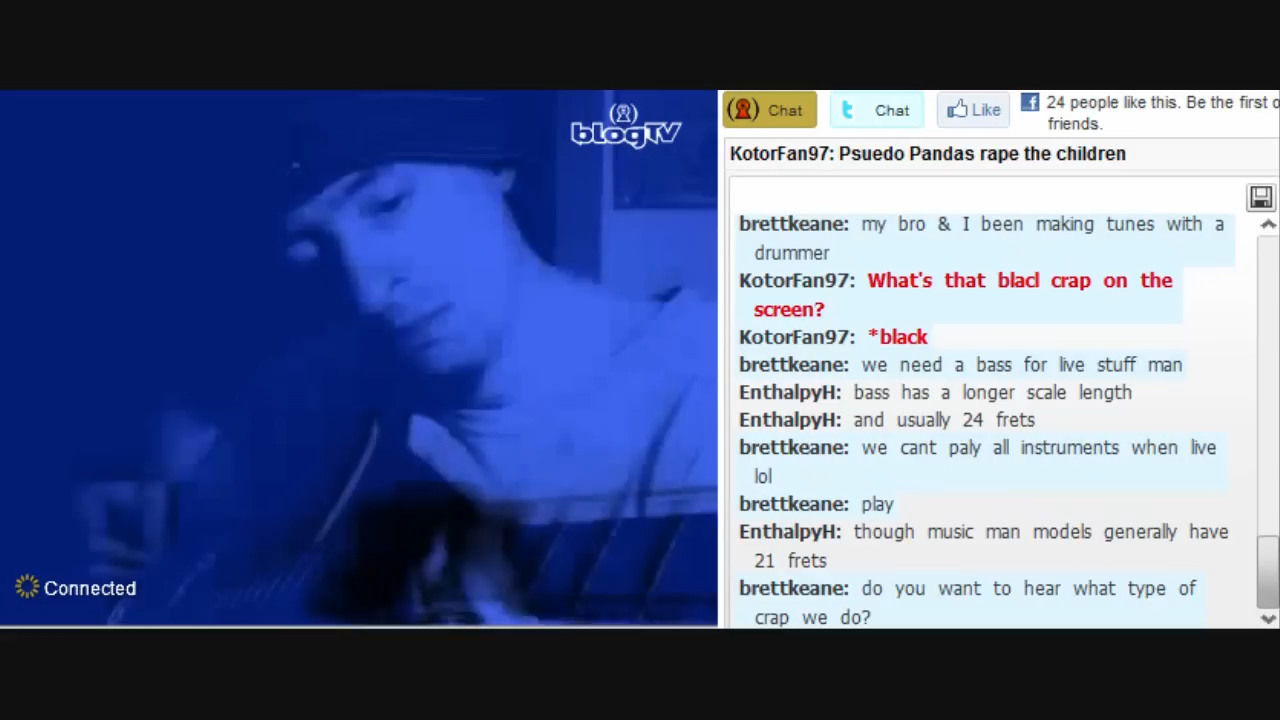 blogTV
Connected
Chat
Chat
Like
24 people like this. Be the first o
friends.
KotorFan97: Psuedo Pandas rape the children
brettkeane: my bro & I been making tunes with a
drummer
KotorFan97: What's that blacl crap on the
screen?
KotorFan97: *black
brettkeane: we need a bass for live stuff man
EnthalpyH: bass has a longer scale length
EnthalpyH: and usually 24 frets
brettkeane: we cant paly all instruments when live
lol
brettkeane: play
EnthalpyH: though music man models generally have
21 frets
brettkeane: do you want to hear what type of
crap we do?